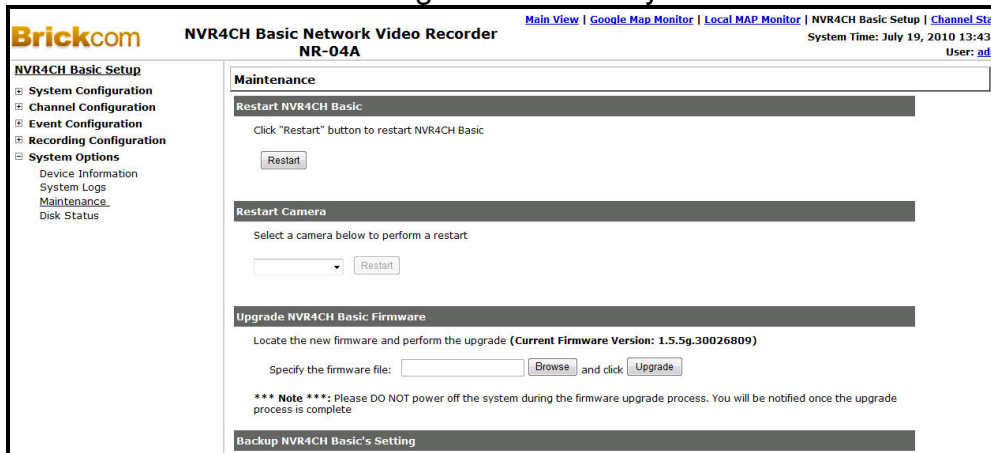 Main View | Google Map Monitor | Local MAP Monitor | NVR4CH Basic Setup | Channel Sta
Brickcom
NVR4CH Basic Network Video Recorder
NR-04A
System Time: July 19, 2010 13:43
User: ad
NVR4CH Basic Setup
System Configuration
Channel Configuration
Event Configuration
Recording Configuration
System Options
Device Information
System Logs
Maintenance
Disk Status
Maintenance
Restart NVR4CH Basic
Click "Restart" button to restart NVR4CH Basic
Restart
Restart Camera
Select a camera below to perform a restart
Restart
Upgrade NVR4CH Basic Firmware
Locate the new firmware and perform the upgrade (Current Firmware Version: 1.5.5g.30026809)
Specify the firmware file: Browse and click Upgrade
*** Note ***: Please DO NOT power off the system during the firmware upgrade process. You will be notified once the upgrade
process is complete
Backup NVR4CH Basic's Setting